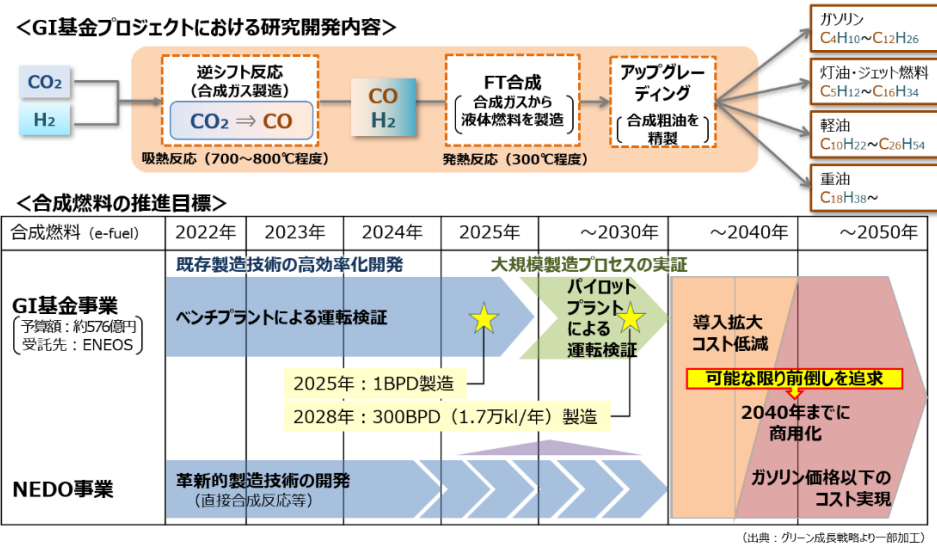 ＜GI基金プロジェクトにおける研究開発内容＞
CO₂
H₂
逆シフト反応
（合成ガス製造）
CO₂ ⇒ CO
吸熱反応（700～800℃程度）
CO
H₂
FT合成
合成ガスから
液体燃料を製造
発熱反応（300℃程度）
アップグレー
ディング
合成粗油を
精製
ガソリン
C₄H₁₀～C₁₂H₂₆
灯油・ジェット燃料
C₅H₁₂～C₁₆H₃₄
軽油
C₁₀H₂₂～C₂₆H₅₄
重油
C₁₈H₃₈～
＜合成燃料の推進目標＞
合成燃料（e-fuel） 2022年 2023年 2024年 2025年 ～2030年 ～2040年 ～2050年
既存製造技術の高効率化開発
大規模製造プロセスの実証
GI基金事業
予算額：約576億円
受託先：ENEOS
ベンチプラントによる運転検証
パイロット
プラント
による
運転検証
導入拡大
コスト低減
2025年：1BPD製造
2028年：300BPD（1.7万kl/年）製造
可能な限り前倒しを追求
2040年までに
商用化
NEDO事業
革新的製造技術の開発
（直接合成反応等）
ガソリン価格以下の
コスト実現
（出典：グリーン成長戦略より一部加工）